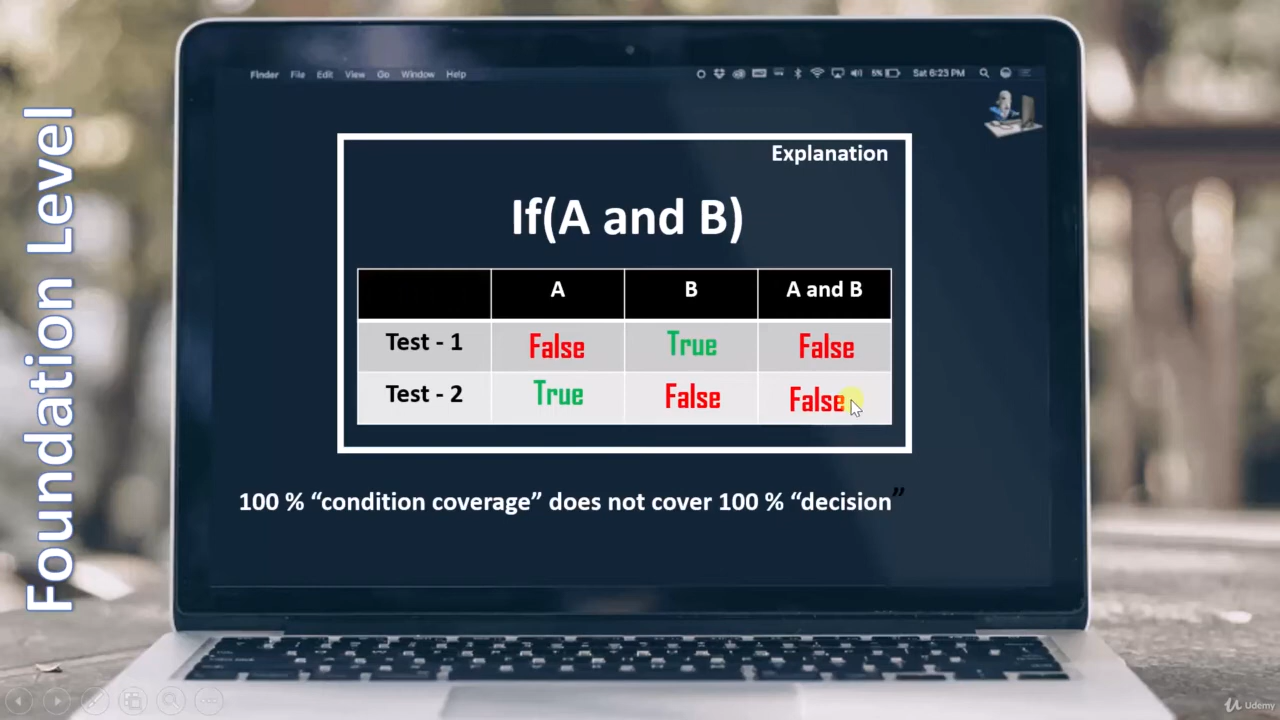 Foundation Level
Finder File Edit View Go Window Help
5% Sat 6:23 PM
Explanation
If(A and B)
A B A and B
Test - 1 False True False
Test - 2 True False False
100 % “condition coverage” does not cover 100 % “decision”
Udemy